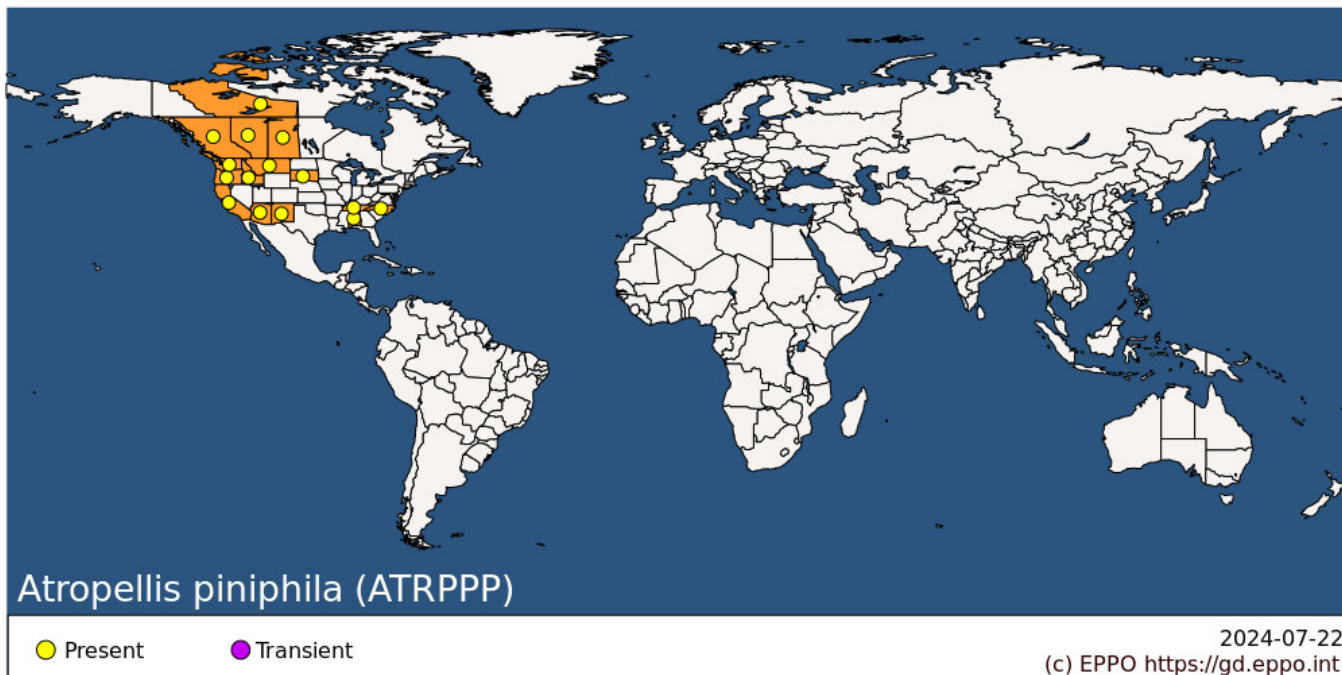 Atropellis piniphila (ATRPPP)
Present
Transient
2024-07-22
(c) EPPO https://gd.eppo.int